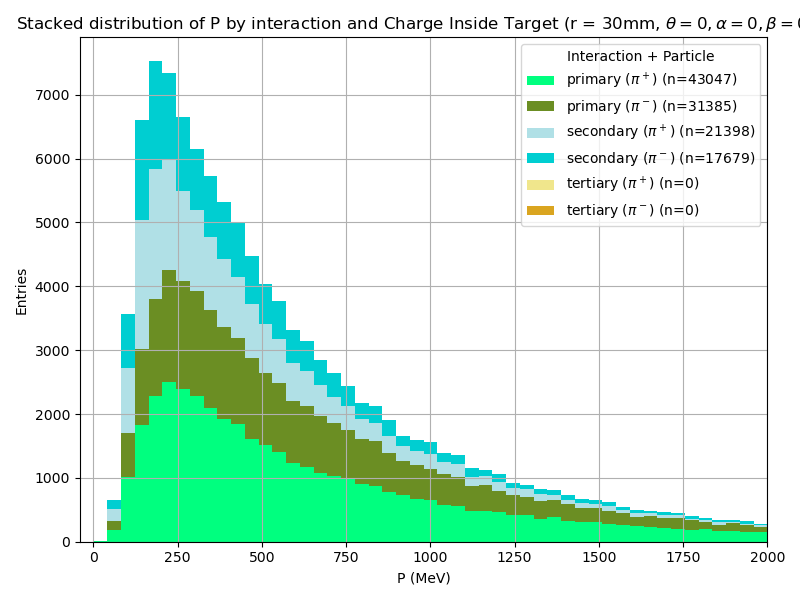 Stacked distribution of P by interaction and Charge Inside Target (r = 30mm, θ = 0, α = 0, β = 0
Interaction + Particle
primary (π⁺) (n=43047)
primary (π⁻) (n=31385)
secondary (π⁺) (n=21398)
secondary (π⁻) (n=17679)
tertiary (π⁺) (n=0)
tertiary (π⁻) (n=0)
Entries
7000
6000
5000
4000
3000
2000
1000
0
0 250 500 750 1000 1250 1500 1750 2000
P (MeV)